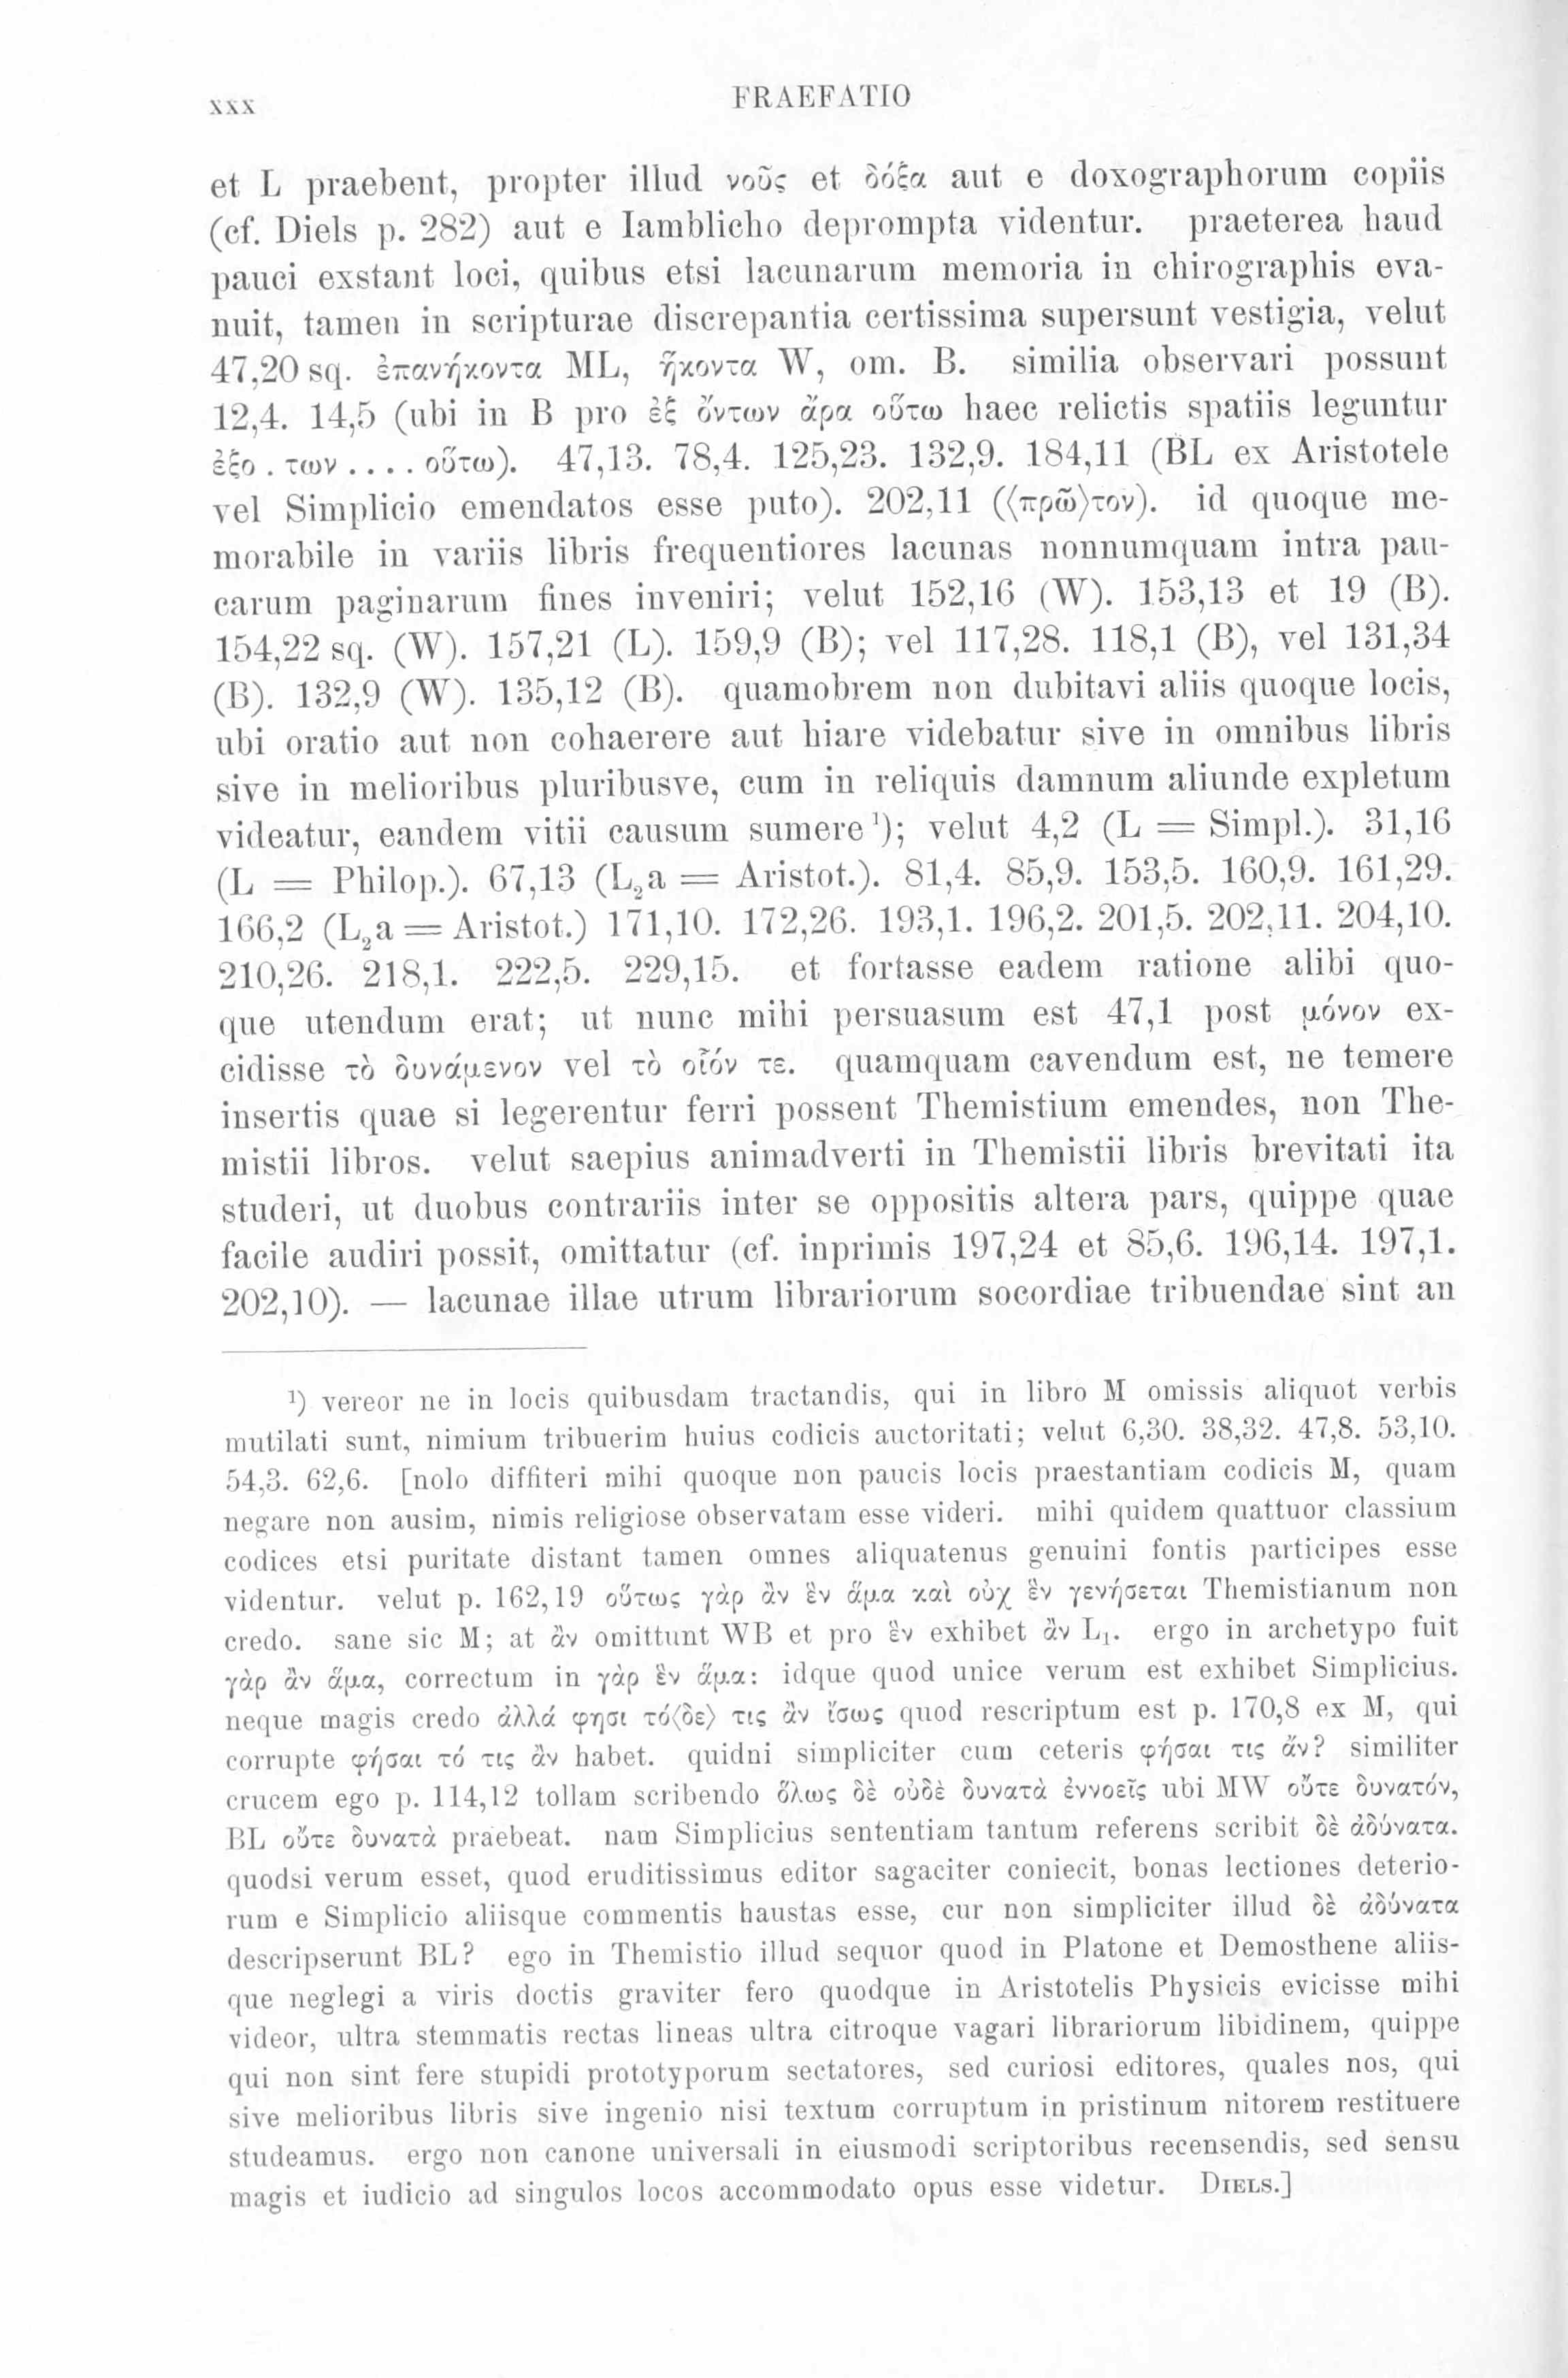 xxx
FRAEFATIO
et L praebent, propter illud νοῦς et δόξα aut e doxographorum copiis
(cf. Diels p. 282) aut e Iamblicho deprompta videntur. praeterea haud
pauci exstant loci, quibus etsi lacunarum memoria in chirographis eva-
nuit, tamen in scripturae discrepantia certissima supersunt vestigia, velut
47,20 sq. ἐπανήκοντα ML, ἥκοντα W, om. B. similia observari possunt
12,4. 14,5 (ubi in B pro ἐξ ὄντων ἄρα οὕτω haec relictis spatiis leguntur
ἐξο . των . . . . οὕτω). 47,13. 78,4. 125,23. 132,9. 184,11 (BL ex Aristotele
vel Simplicio emendatos esse puto). 202,11 (⟨πρῶ⟩τον). id quoque me-
morabile in variis libris frequentiores lacunas nonnumquam intra pau-
carum paginarum fines inveniri; velut 152,16 (W). 153,13 et 19 (B).
154,22 sq. (W). 157,21 (L). 159,9 (B); vel 117,28. 118,1 (B), vel 131,34
(B). 132,9 (W). 135,12 (B). quamobrem non dubitavi aliis quoque locis,
ubi oratio aut non cohaerere aut hiare videbatur sive in omnibus libris
sive in melioribus pluribusve, cum in reliquis damnum aliunde expletum
videatur, eandem vitii causum sumere ¹); velut 4,2 (L = Simpl.). 31,16
(L = Philop.). 67,13 (L₂a = Aristot.). 81,4. 85,9. 153,5. 160,9. 161,29.
166,2 (L₂a = Aristot.) 171,10. 172,26. 193,1. 196,2. 201,5. 202,11. 204,10.
210,26. 218,1. 222,5. 229,15. et fortasse eadem ratione alibi quo-
que utendum erat; ut nunc mihi persuasum est 47,1 post μόνον ex-
cidisse τὸ δυνάμενον vel τὸ οἷόν τε. quamquam cavendum est, ne temere
insertis quae si legerentur ferri possent Themistium emendes, non The-
mistii libros. velut saepius animadverti in Themistii libris brevitati ita
studeri, ut duobus contrariis inter se oppositis altera pars, quippe quae
facile audiri possit, omittatur (cf. inprimis 197,24 et 85,6. 196,14. 197,1.
202,10). — lacunae illae utrum librariorum socordiae tribuendae sint an
¹) vereor ne in locis quibusdam tractandis, qui in libro M omissis aliquot verbis
mutilati sunt, nimium tribuerim huius codicis auctoritati; velut 6,30. 38,32. 47,8. 53,10.
54,3. 62,6. [nolo diffiteri mihi quoque non paucis locis praestantiam codicis M, quam
negare non ausim, nimis religiose observatam esse videri. mihi quidem quattuor classium
codices etsi puritate distant tamen omnes aliquatenus genuini fontis participes esse
videntur. velut p. 162,19 οὕτως γὰρ ἂν ἓν ἅμα καὶ οὐχ ἓν γενήσεται Themistianum non
credo. sane sic M; at ἂν omittunt WB et pro ἓν exhibet ἂν L₁. ergo in archetypo fuit
γὰρ ἂν ἅμα, correctum in γὰρ ἓν ἅμα: idque quod unice verum est exhibet Simplicius.
neque magis credo ἀλλά φησι τό⟨δε⟩ τις ἂν ἴσως quod rescriptum est p. 170,8 ex M, qui
corrupte φήσαι τό τις ἂν habet. quidni simpliciter cum ceteris φήσαι τις ἄν? similiter
crucem ego p. 114,12 tollam scribendo ὅλως δὲ οὐδὲ δυνατὰ ἐννοεῖς ubi MW οὔτε δυνατόν,
BL οὔτε δυνατὰ praebeat. nam Simplicius sententiam tantum referens scribit δὲ ἀδύνατα.
quodsi verum esset, quod eruditissimus editor sagaciter coniecit, bonas lectiones deterio-
rum e Simplicio aliisque commentis haustas esse, cur non simpliciter illud δὲ ἀδύνατα
descripserunt BL? ego in Themistio illud sequor quod in Platone et Demosthene aliis-
que neglegi a viris doctis graviter fero quodque in Aristotelis Physicis evicisse mihi
videor, ultra stemmatis rectas lineas ultra citroque vagari librariorum libidinem, quippe
qui non sint fere stupidi prototyporum sectatores, sed curiosi editores, quales nos, qui
sive melioribus libris sive ingenio nisi textum corruptum in pristinum nitorem restituere
studeamus. ergo non canone universali in eiusmodi scriptoribus recensendis, sed sensu
magis et iudicio ad singulos locos accommodato opus esse videtur. DIELS.]